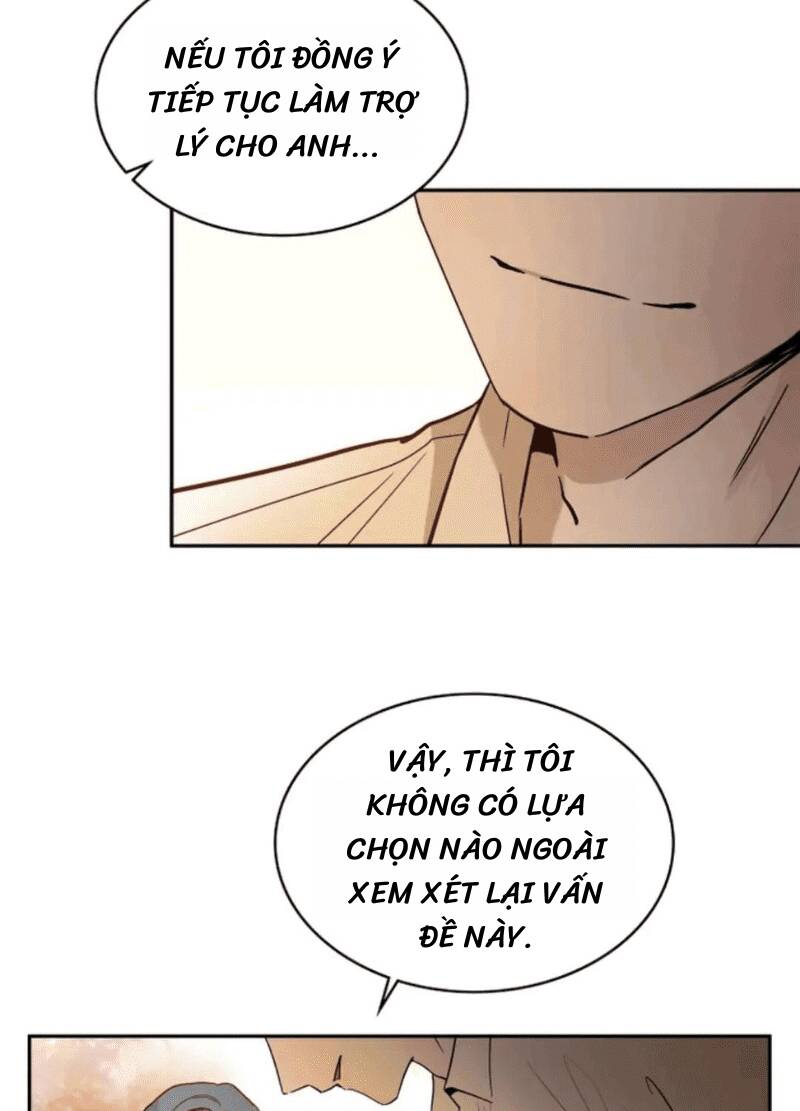 NẾU TÔI ĐỒNG Ý
TIẾP TỤC LÀM TRỢ
LÝ CHO ANH...
VẬY, THÌ TÔI
KHÔNG CÓ LỰA
CHỌN NÀO NGOÀI
XEM XÉT LẠI VẤN
ĐỀ NÀY.